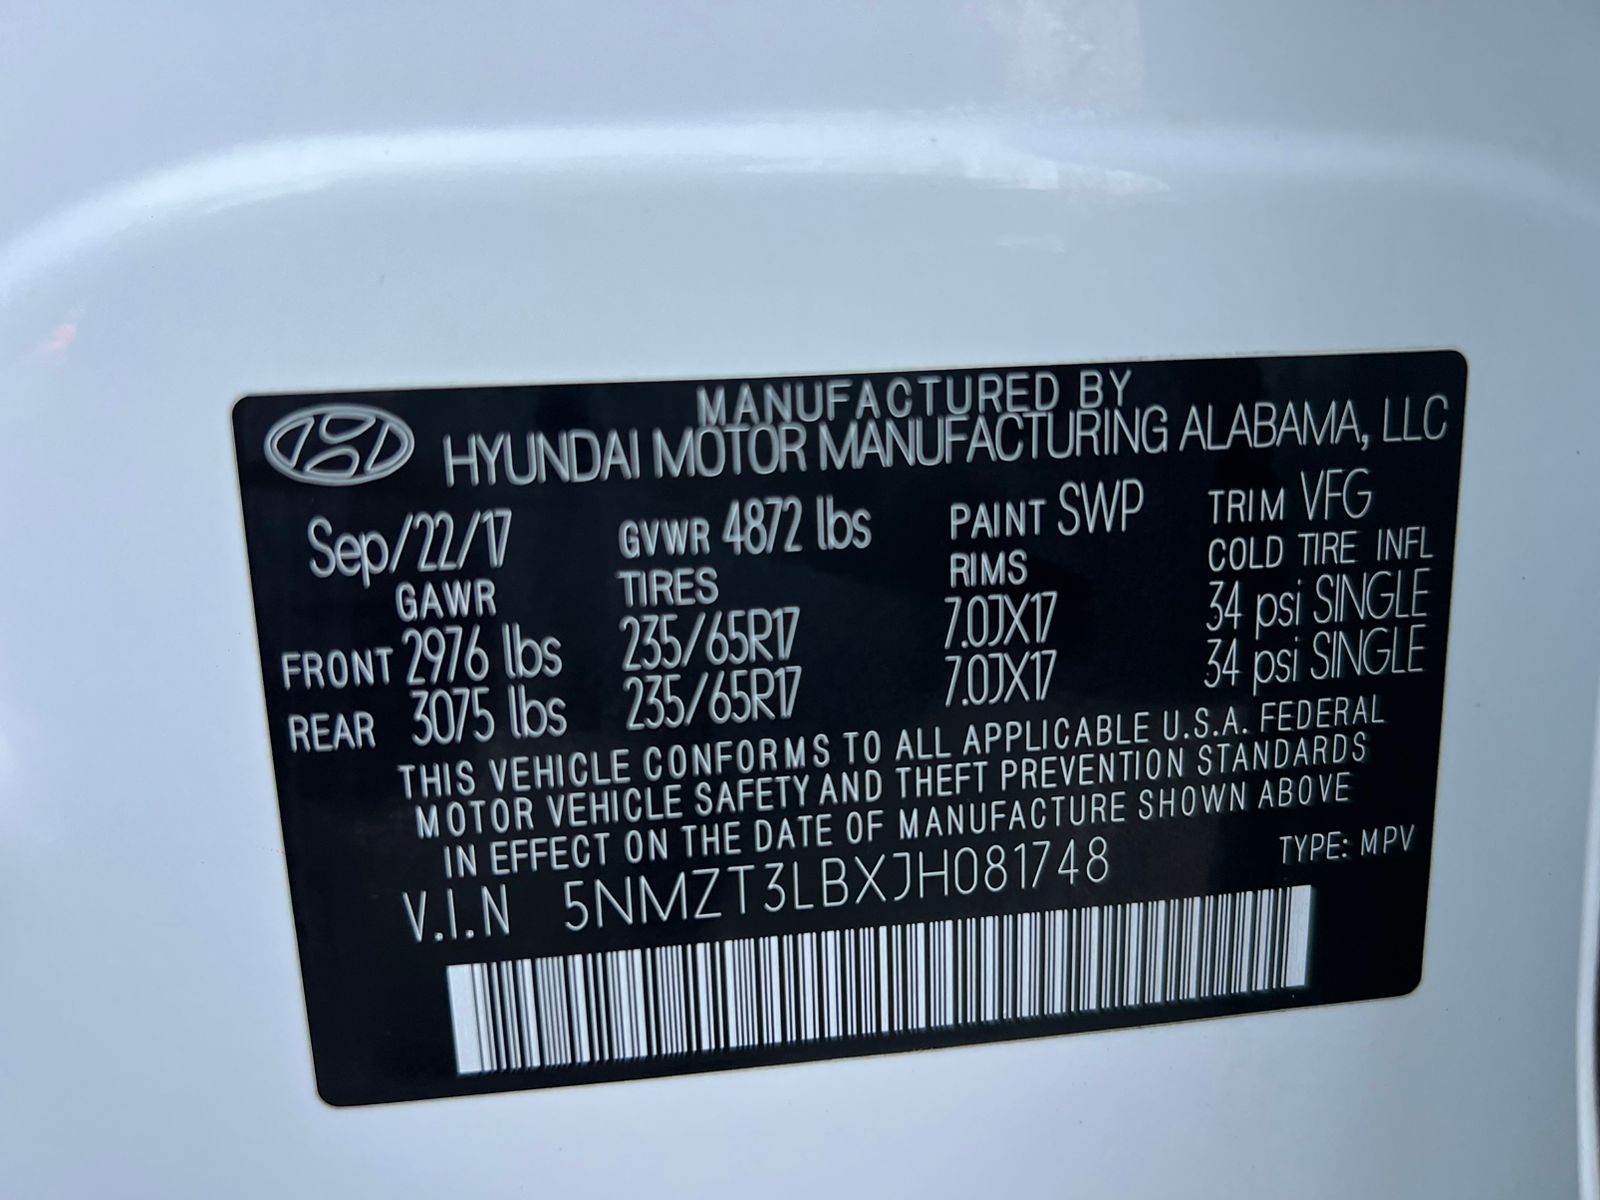 MANUFACTURED BY
HYUNDAI MOTOR MANUFACTURING ALABAMA, LLC
Sep/22/17 GVWR 4872 lbs PAINT SWP TRIM VFG
GAWR TIRES RIMS COLD TIRE INFL
FRONT 2976 lbs 235/65R17 7.0JX17 34 psi SINGLE
REAR 3075 lbs 235/65R17 7.0JX17 34 psi SINGLE
THIS VEHICLE CONFORMS TO ALL APPLICABLE U.S.A. FEDERAL
MOTOR VEHICLE SAFETY AND THEFT PREVENTION STANDARDS
IN EFFECT ON THE DATE OF MANUFACTURE SHOWN ABOVE
V.I.N 5NMZT3LBXJH081748 TYPE: MPV